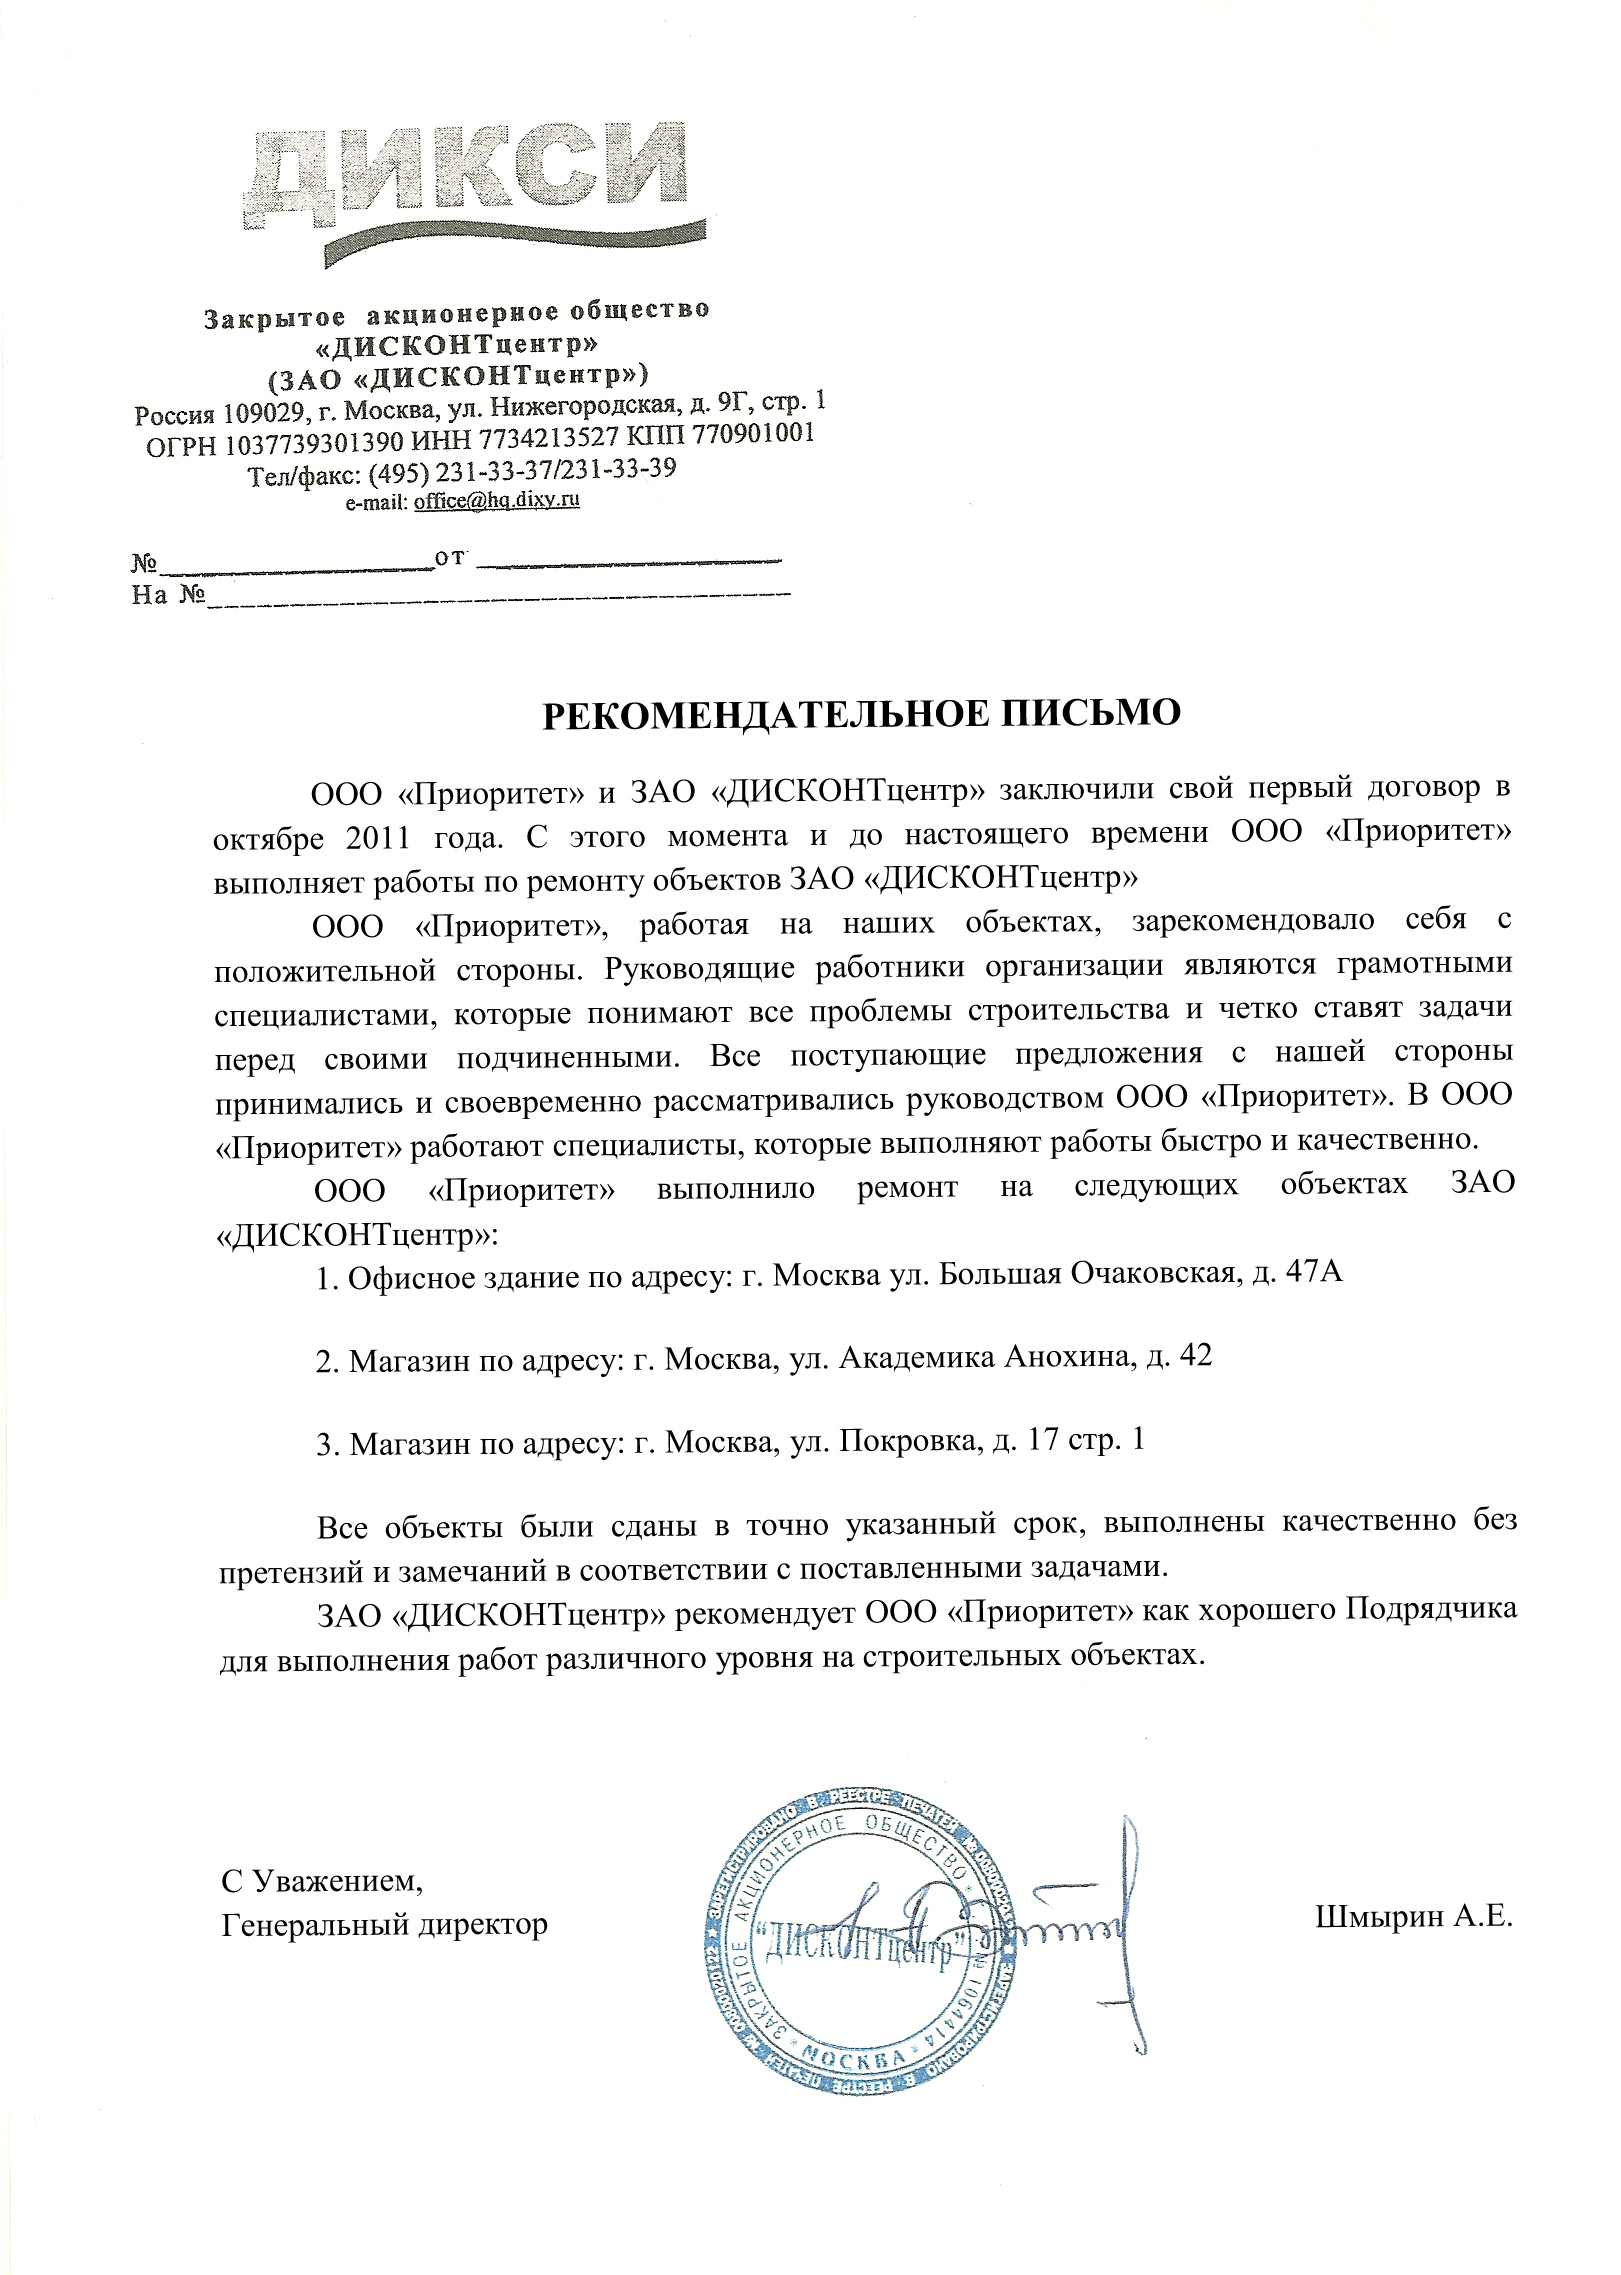 ДИКСИ
Закрытое акционерное общество
«ДИСКОНТцентр»
(ЗАО «ДИСКОНТцентр»)
Россия 109029, г. Москва, ул. Нижегородская, д. 9Г, стр. 1
ОГРН 1037739301390 ИНН 7734213527 КПП 770901001
Тел/факс: (495) 231-33-37/231-33-39
e-mail: office@hq.dixy.ru
№________________от __________________
На №___________________________________
РЕКОМЕНДАТЕЛЬНОЕ ПИСЬМО
ООО «Приоритет» и ЗАО «ДИСКОНТцентр» заключили свой первый договор в
октябре 2011 года. С этого момента и до настоящего времени ООО «Приоритет»
выполняет работы по ремонту объектов ЗАО «ДИСКОНТцентр»
ООО «Приоритет», работая на наших объектах, зарекомендовало себя с
положительной стороны. Руководящие работники организации являются грамотными
специалистами, которые понимают все проблемы строительства и четко ставят задачи
перед своими подчиненными. Все поступающие предложения с нашей стороны
принимались и своевременно рассматривались руководством ООО «Приоритет». В ООО
«Приоритет» работают специалисты, которые выполняют работы быстро и качественно.
ООО «Приоритет» выполнило ремонт на следующих объектах ЗАО
«ДИСКОНТцентр»:
1. Офисное здание по адресу: г. Москва ул. Большая Очаковская, д. 47А
2. Магазин по адресу: г. Москва, ул. Академика Анохина, д. 42
3. Магазин по адресу: г. Москва, ул. Покровка, д. 17 стр. 1
Все объекты были сданы в точно указанный срок, выполнены качественно без
претензий и замечаний в соответствии с поставленными задачами.
ЗАО «ДИСКОНТцентр» рекомендует ООО «Приоритет» как хорошего Подрядчика
для выполнения работ различного уровня на строительных объектах.
С Уважением,
Генеральный директор
Шмырин А.Е.
ЗАРЕГИСТРИРОВАНО В РЕЕСТРЕ ПЕЧАТЕЙ
ЗАРЕГИСТРИРОВАНО В РЕЕСТРЕ ПЕЧАТЕЙ
ЗАКРЫТОЕ АКЦИОНЕРНОЕ ОБЩЕСТВО
№ 1064414
* МОСКВА *
"ДИСКОНТцентр"